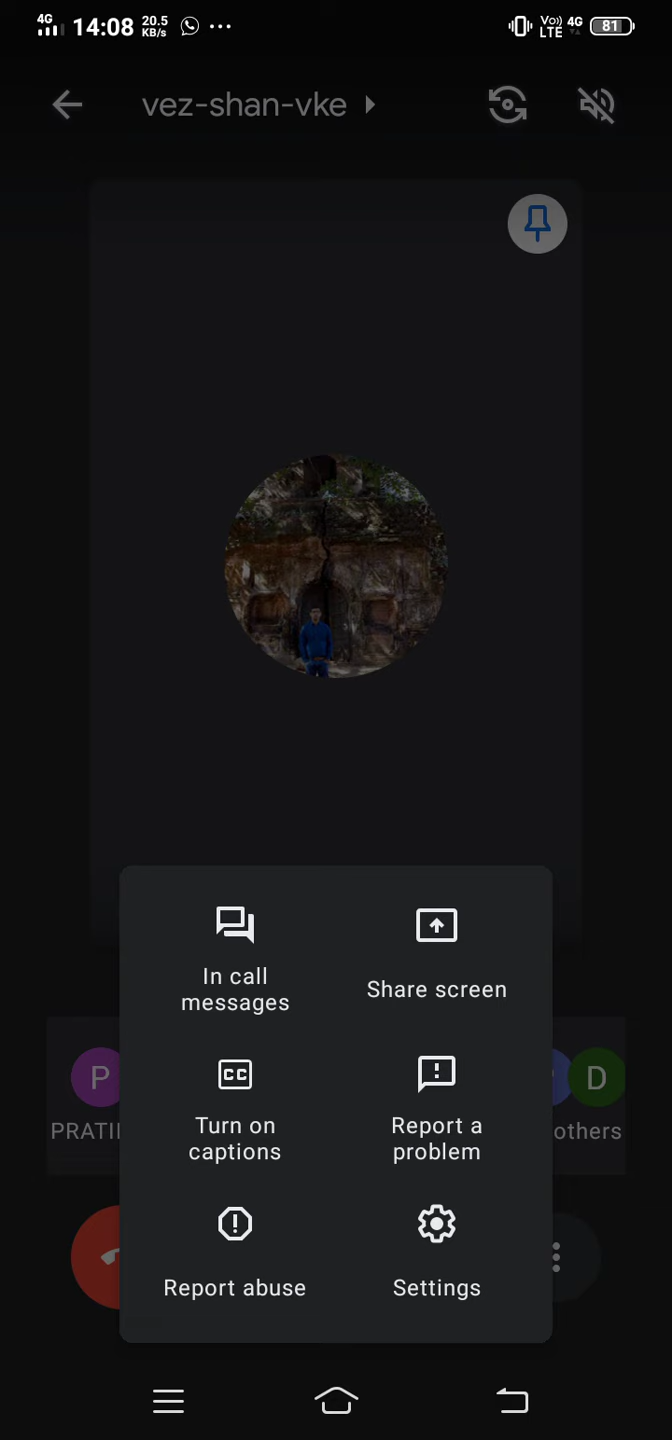 4G 14:08 20.5 KB/s ... Vo)) LTE 4G 81
vez-shan-vke
In call messages
Share screen
CC
Turn on captions
Report a problem
P
D
PRATI
others
Report abuse
Settings